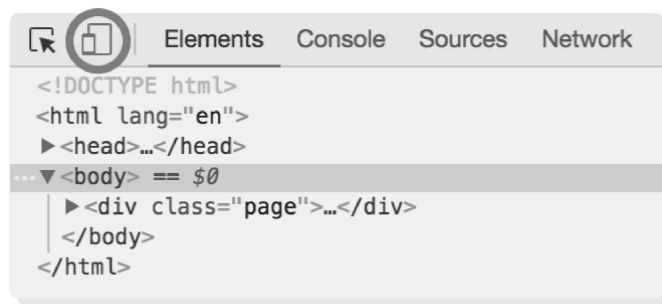 Elements Console Sources Network
<!DOCTYPE html>
<html lang="en">
▶<head>…</head>
…▼<body> == $0
▶<div class="page">…</div>
</body>
</html>